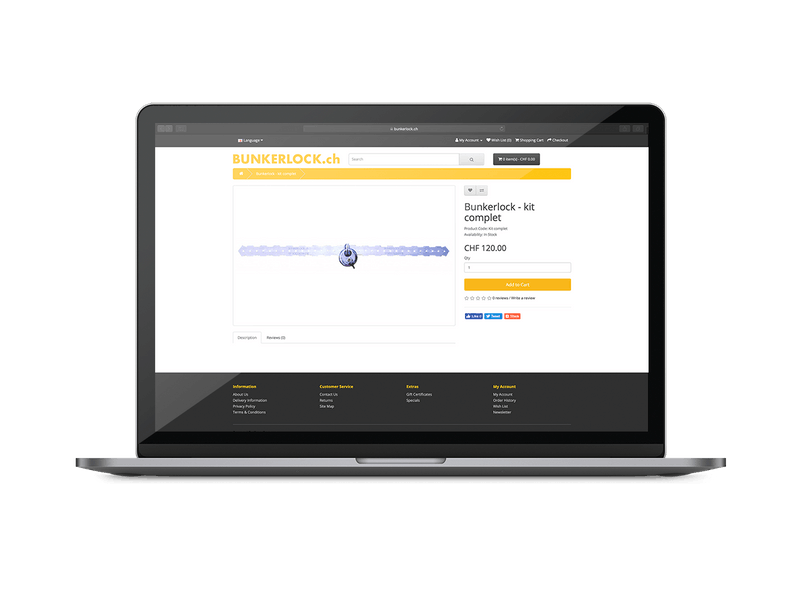 bunkerlock.ch
Language
My Account
Wish List (0)
Shopping Cart
Checkout
BUNKERLOCK.ch
Search
0 item(s) - CHF 0.00
Bunkerlock - kit complet
Bunkerlock - kit
complet
Product Code: Kit complet
Availability: In Stock
CHF 120.00
Qty
Add to Cart
0 reviews / Write a review
Like 0
Tweet
Share
Description
Reviews (0)
Information
About Us
Delivery Information
Privacy Policy
Terms & Conditions
Customer Service
Contact Us
Returns
Site Map
Extras
Gift Certificates
Specials
My Account
My Account
Order History
Wish List
Newsletter